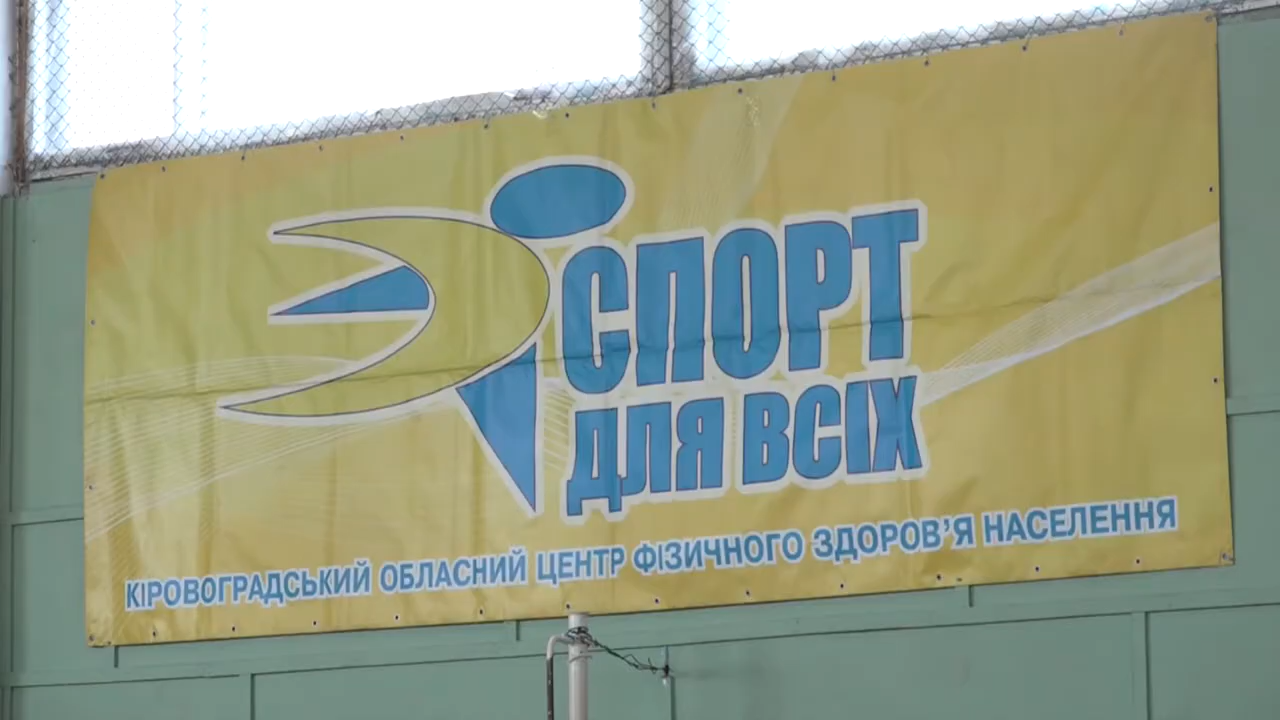 СПОРТ
ДЛЯ ВСІХ
КІРОВОГРАДСЬКИЙ ОБЛАСНИЙ ЦЕНТР ФІЗИЧНОГО ЗДОРОВ'Я НАСЕЛЕННЯ